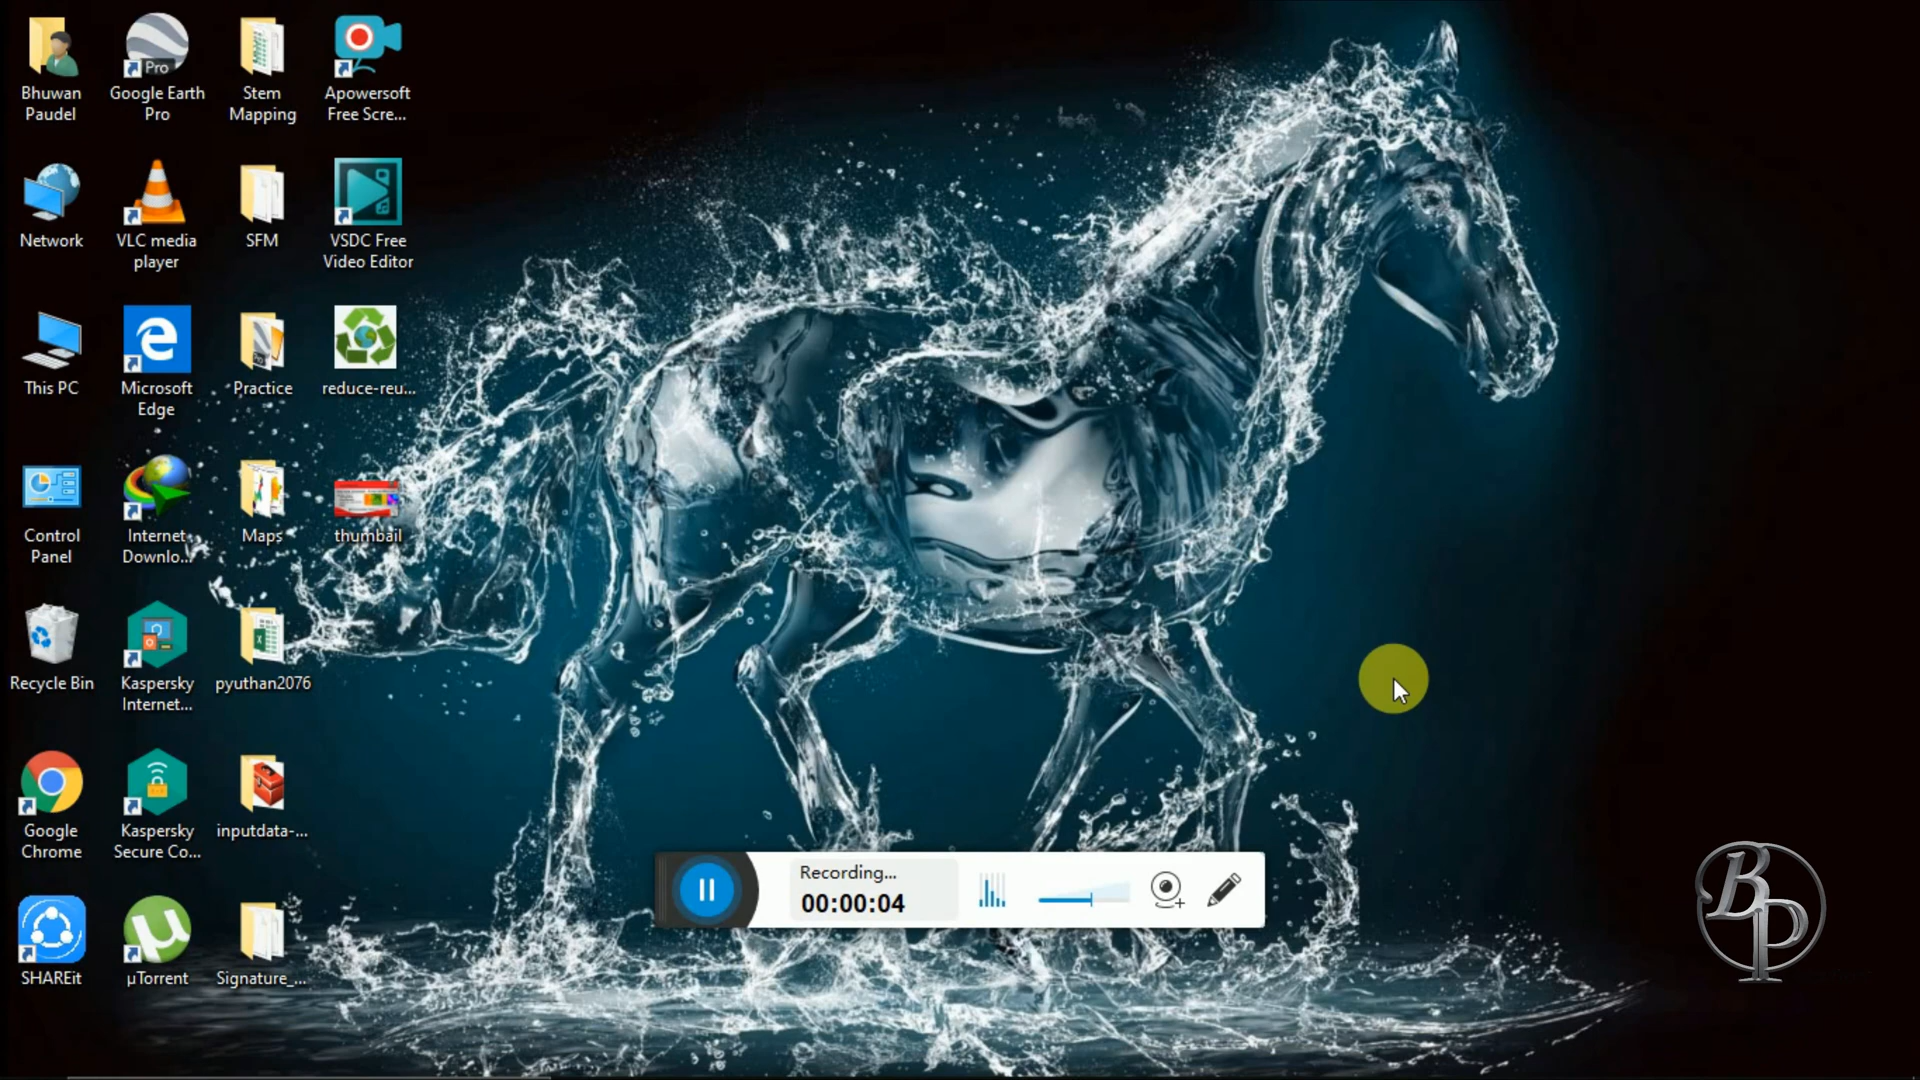 Bhuwan
Paudel
Google Earth
Pro
Pro
Stem
Mapping
Apowersoft
Free Scre...
Network
VLC media
player
SFM
VSDC Free
Video Editor
This PC
Microsoft
Edge
Practice
reduce-reu...
Control
Panel
Internet
Downlo...
Maps
thumbail
Recycle Bin
Kaspersky
Internet...
pyuthan2076
Google
Chrome
Kaspersky
Secure Co...
inputdata-...
SHAREit
µTorrent
Signature_...
Recording...
00:00:04
BP